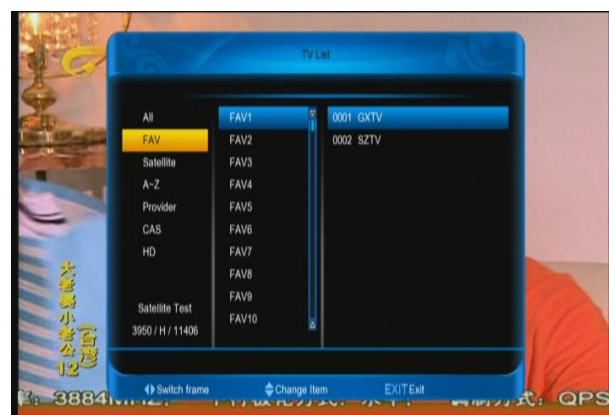 TV List
All
FAV
Satellite
A~Z
Provider
CAS
HD
Satellite Test
3950 / H / 11406
FAV1
FAV2
FAV3
FAV4
FAV5
FAV6
FAV7
FAV8
FAV9
FAV10
0001 GXTV
0002 SZTV
Switch frame
Change Item
EXIT Exit
大老婆小老公
(台湾)
12
3884
QPS